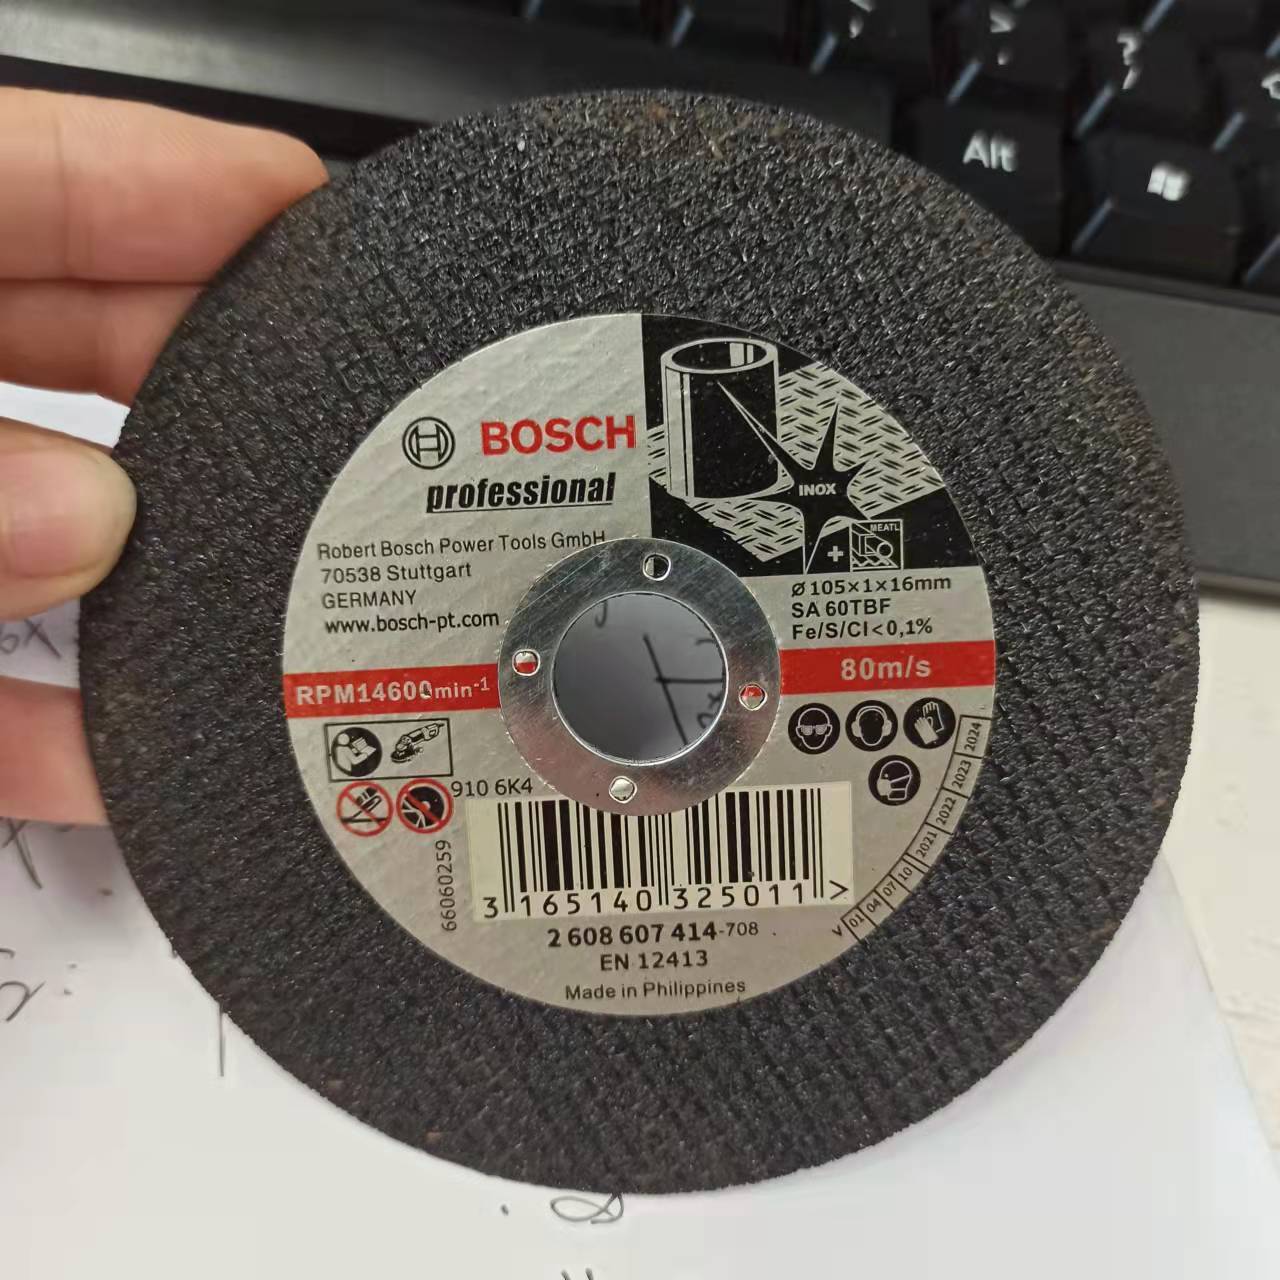 Alt
?
BOSCH
professional
Robert Bosch Power Tools GmbH
70538 Stuttgart
GERMANY
www.bosch-pt.com
INOX
MEATL
+
Ø 105×1×16mm
SA 60TBF
Fe/S/Cl<0,1%
RPM14600min-1
80m/s
910 6K4
66060259
3 165140 325011 >
2 608 607 414-708
EN 12413
Made in Philippines
V 01 04 07 10 2021 2022 2023 2024